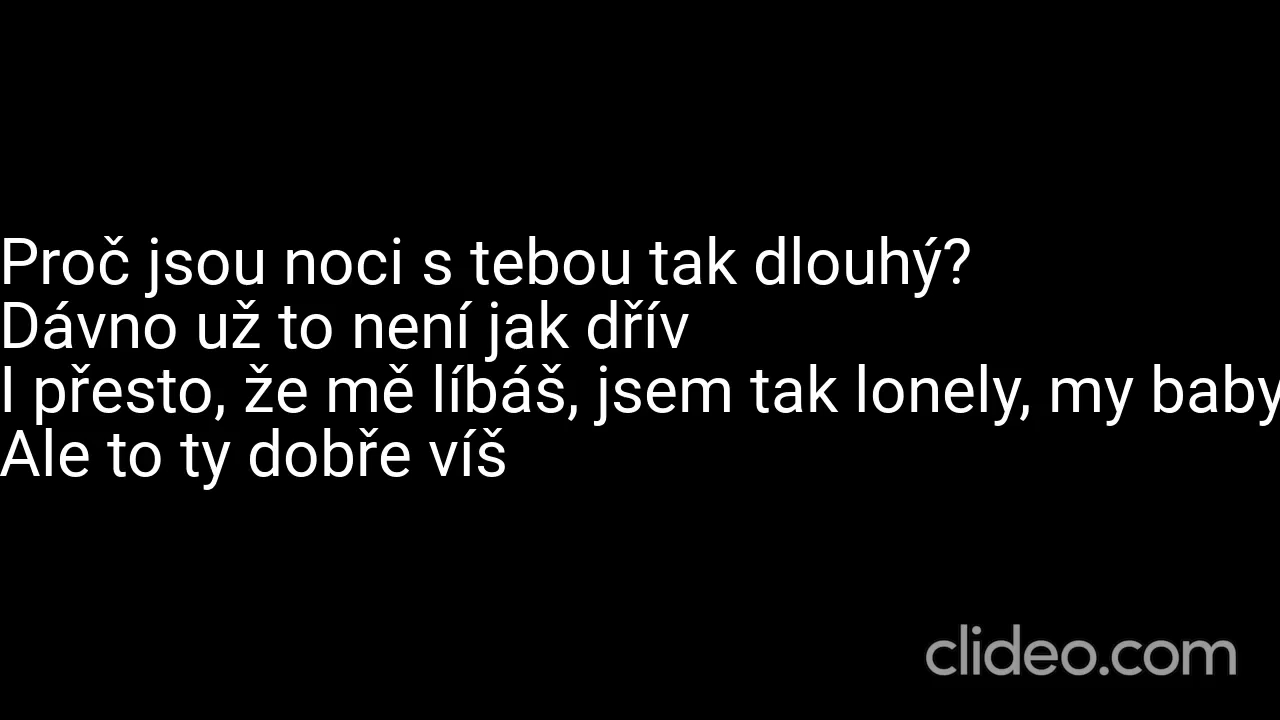 Proč jsou noci s tebou tak dlouhý?
Dávno už to není jak dřív
I přesto, že mě líbáš, jsem tak lonely, my baby
Ale to ty dobře víš
clideo.com